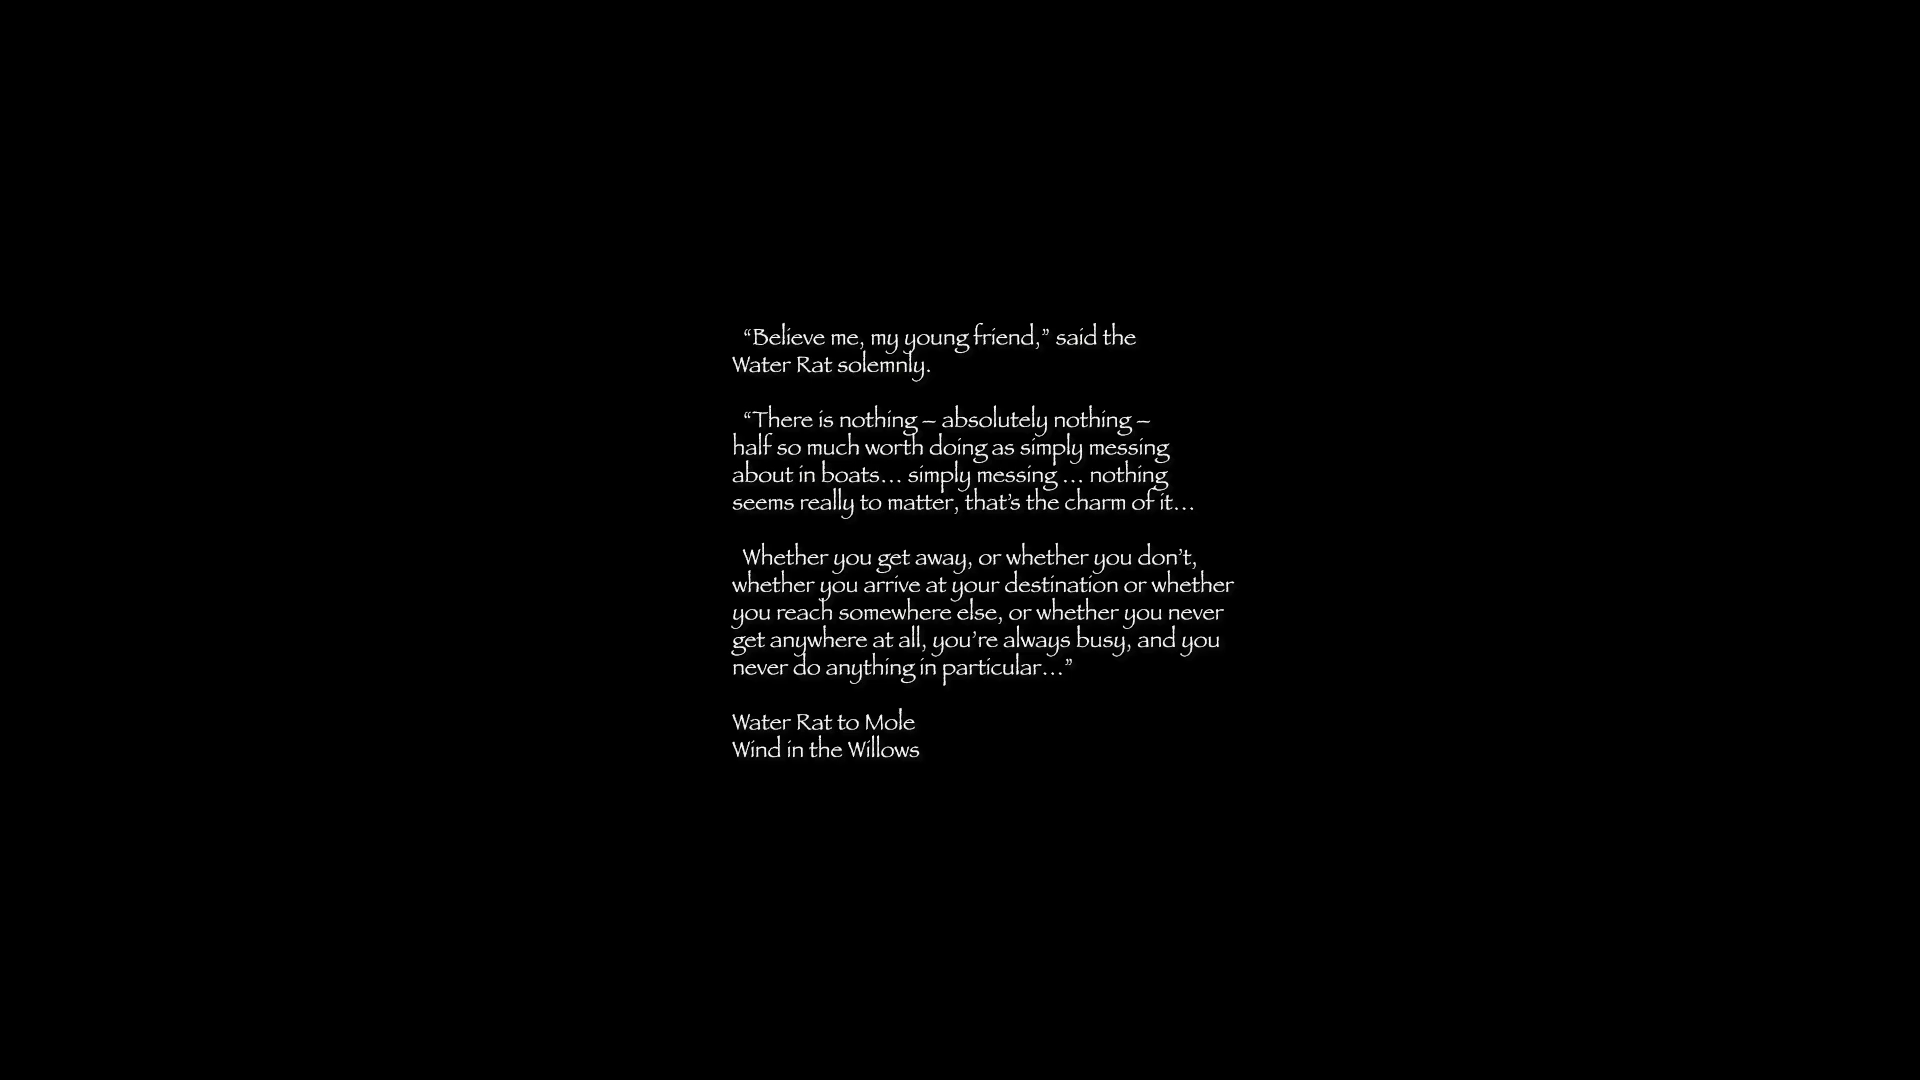 “Believe me, my young friend,” said the
Water Rat solemnly.
“There is nothing – absolutely nothing –
half so much worth doing as simply messing
about in boats… simply messing … nothing
seems really to matter, that’s the charm of it…
Whether you get away, or whether you don’t,
whether you arrive at your destination or whether
you reach somewhere else, or whether you never
get anywhere at all, you’re always busy, and you
never do anything in particular…”
Water Rat to Mole
Wind in the Willows